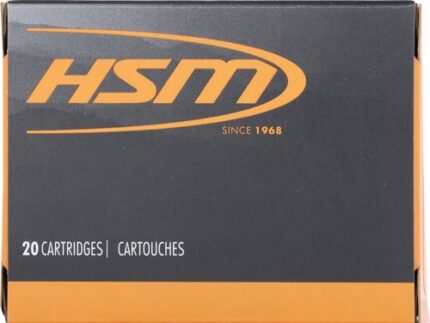 HSM
SINCE 1968
20 CARTRIDGES | CARTOUCHES